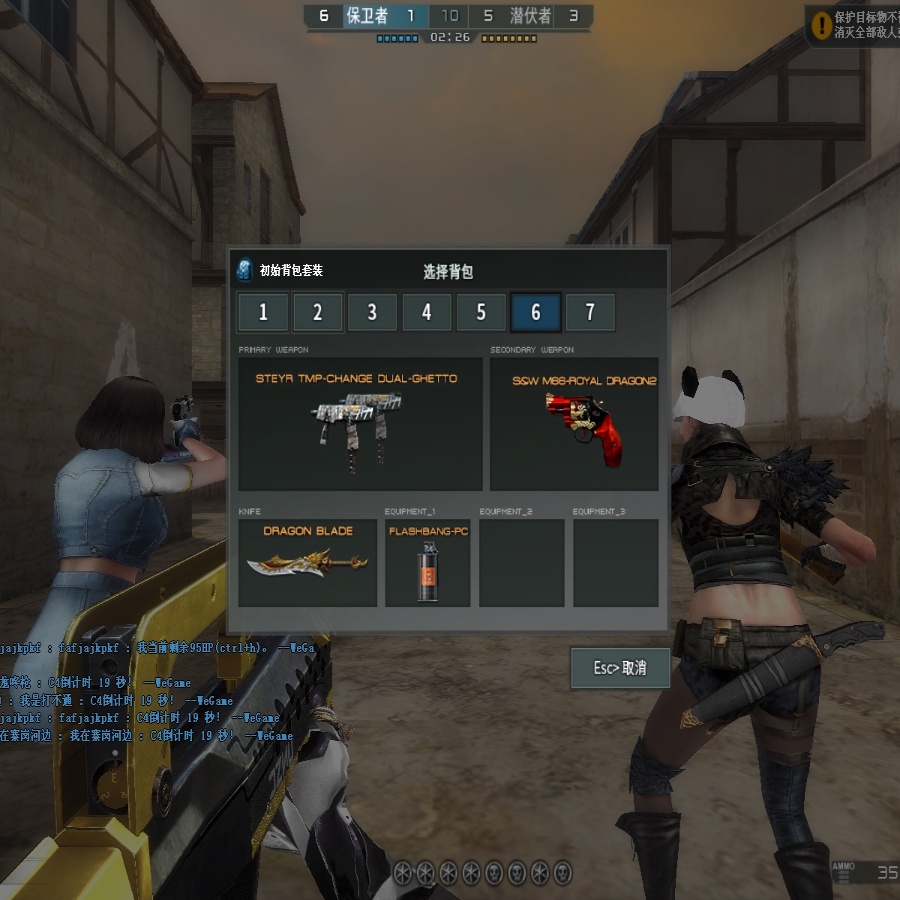 6 保卫者 1 10 5 潜伏者 3
02:26
保护目标物不
消灭全部敌人
初始背包套装
选择背包
1 2 3 4 5 6 7
PRIMARY WEAPON
SECONDARY WEAPON
STEYR TMP-CHANGE DUAL-GHETTO
S&W M66-ROYAL DRAGON2
KNIFE
EQUIPMENT_1
EQUIPMENT_2
EQUIPMENT_3
DRAGON BLADE
FLASHBANG-PC
jajkpkf : fafjajkpkf : 我当前剩余95HP(ctrl+h)。 --WeGa
: C4倒计时 19 秒! --WeGame
: 我是打不通 : C4倒计时 19 秒! --WeGame
jajkpkf : fafjajkpkf : C4倒计时 19 秒! --WeGame
在寨岗河边 : 我在寨岗河边 : C4倒计时 19 秒! --WeGame
Esc>取消
AMMO
35